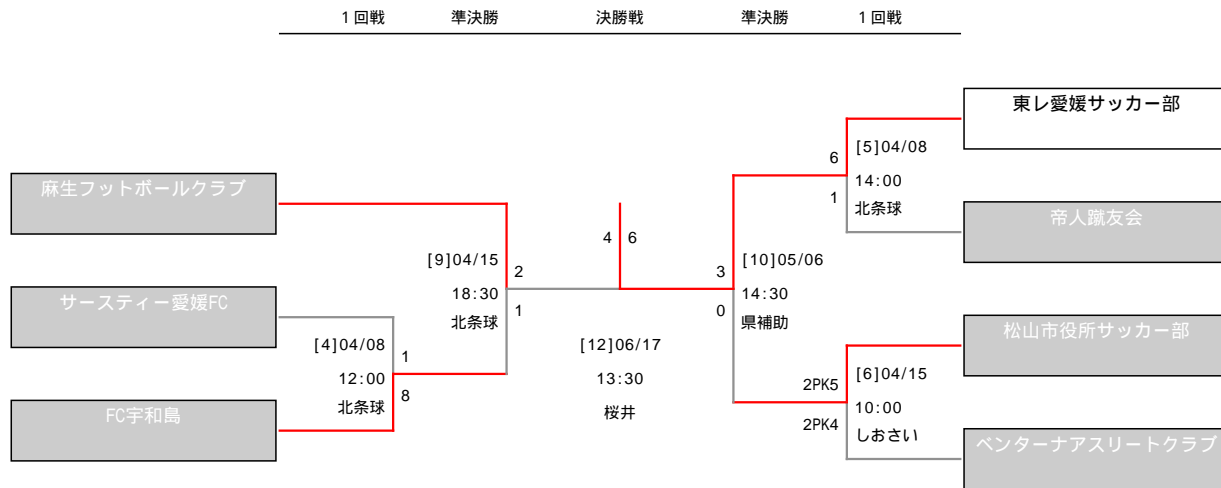 1回戦 準決勝 決勝戦 準決勝 1回戦
東レ愛媛サッカー部
6
[5]04/08
14:00
1
北条球
帝人蹴友会
麻生フットボールクラブ
4 6
[9]04/15
2
18:30
1
北条球
3
[10]05/06
14:30
0
県補助
サースティー愛媛FC
[4]04/08
1
12:00
8
北条球
FC宇和島
[12]06/17
13:30
桜井
松山市役所サッカー部
2PK5
[6]04/15
10:00
2PK4
しおさい
ベンターナアスリートクラブ